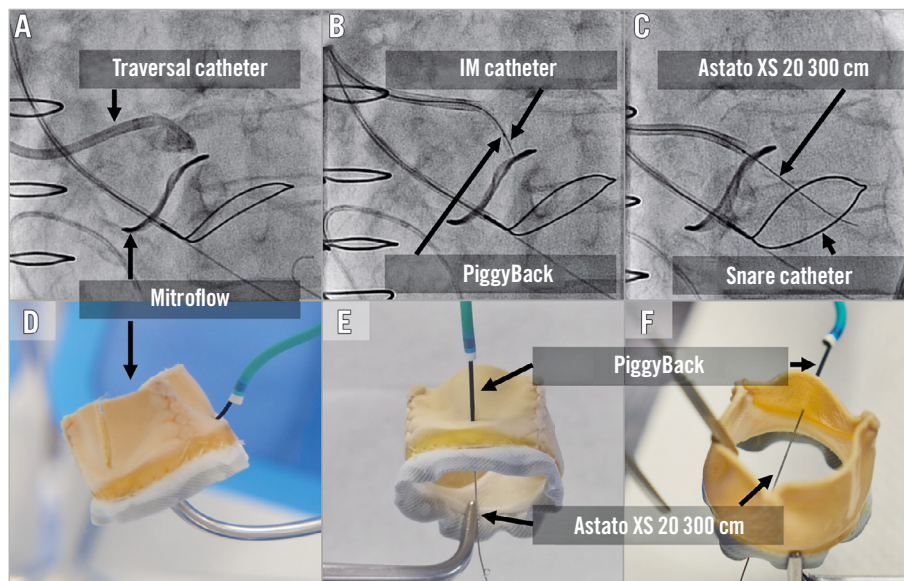 A
B
C
Traversal catheter
IM catheter
Astato XS 20 300 cm
PiggyBack
Snare catheter
Mitroflow
D
E
F
PiggyBack
Astato XS 20 300 cm